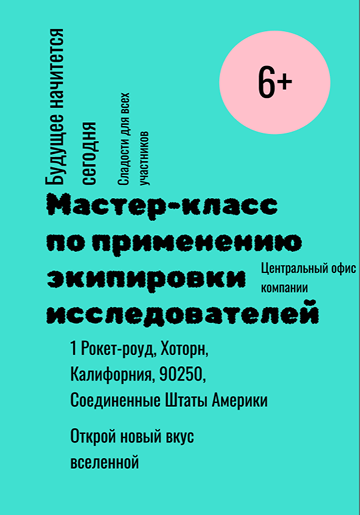 Будущее начитется
сегодня
Сладости для всех
участников
6+
Мастер-класс
по применению
экипировки
исследователей
Центральный офис
компании
1 Рокет-роуд, Хоторн,
Калифорния, 90250,
Соединенные Штаты Америки
Открой новый вкус
вселенной